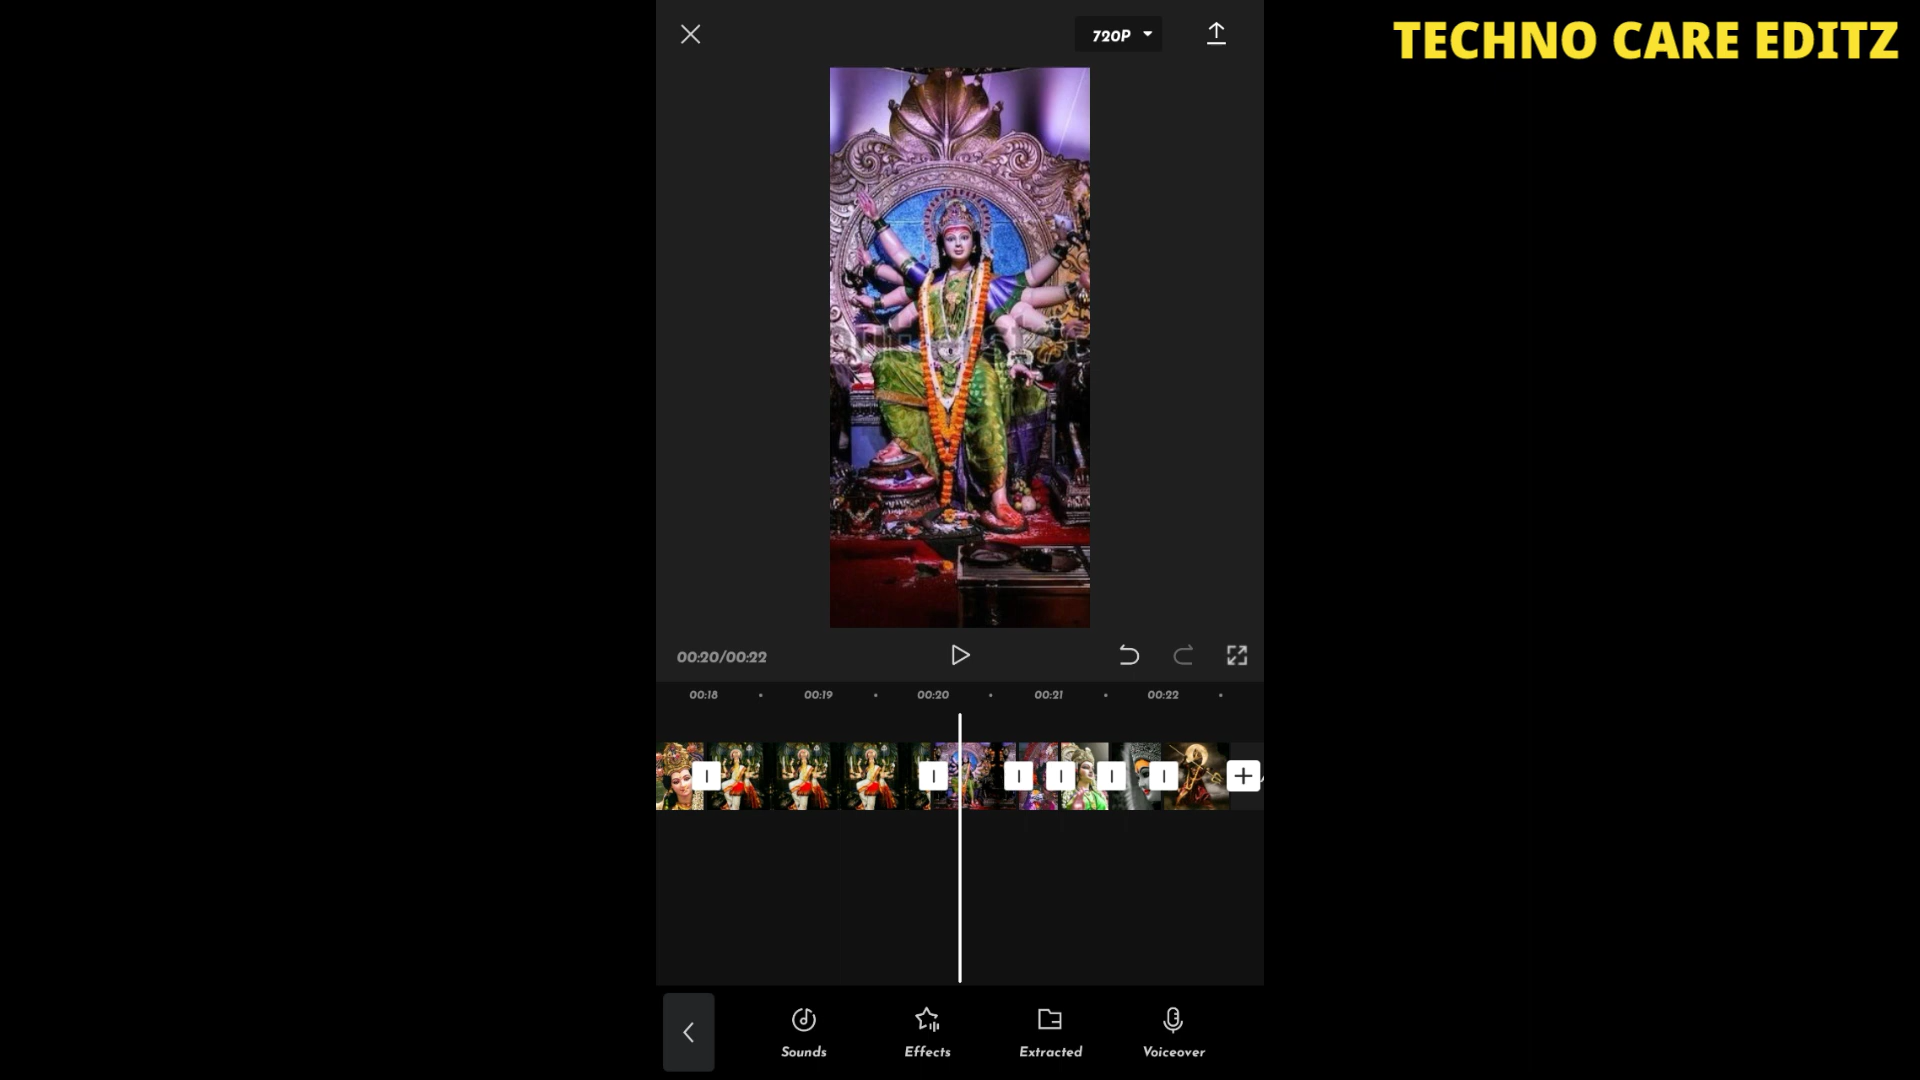 720P
TECHNO CARE EDITZ
00:20/00:22
00:18
00:19
00:20
00:21
00:22
Sounds
Effects
Extracted
Voiceover